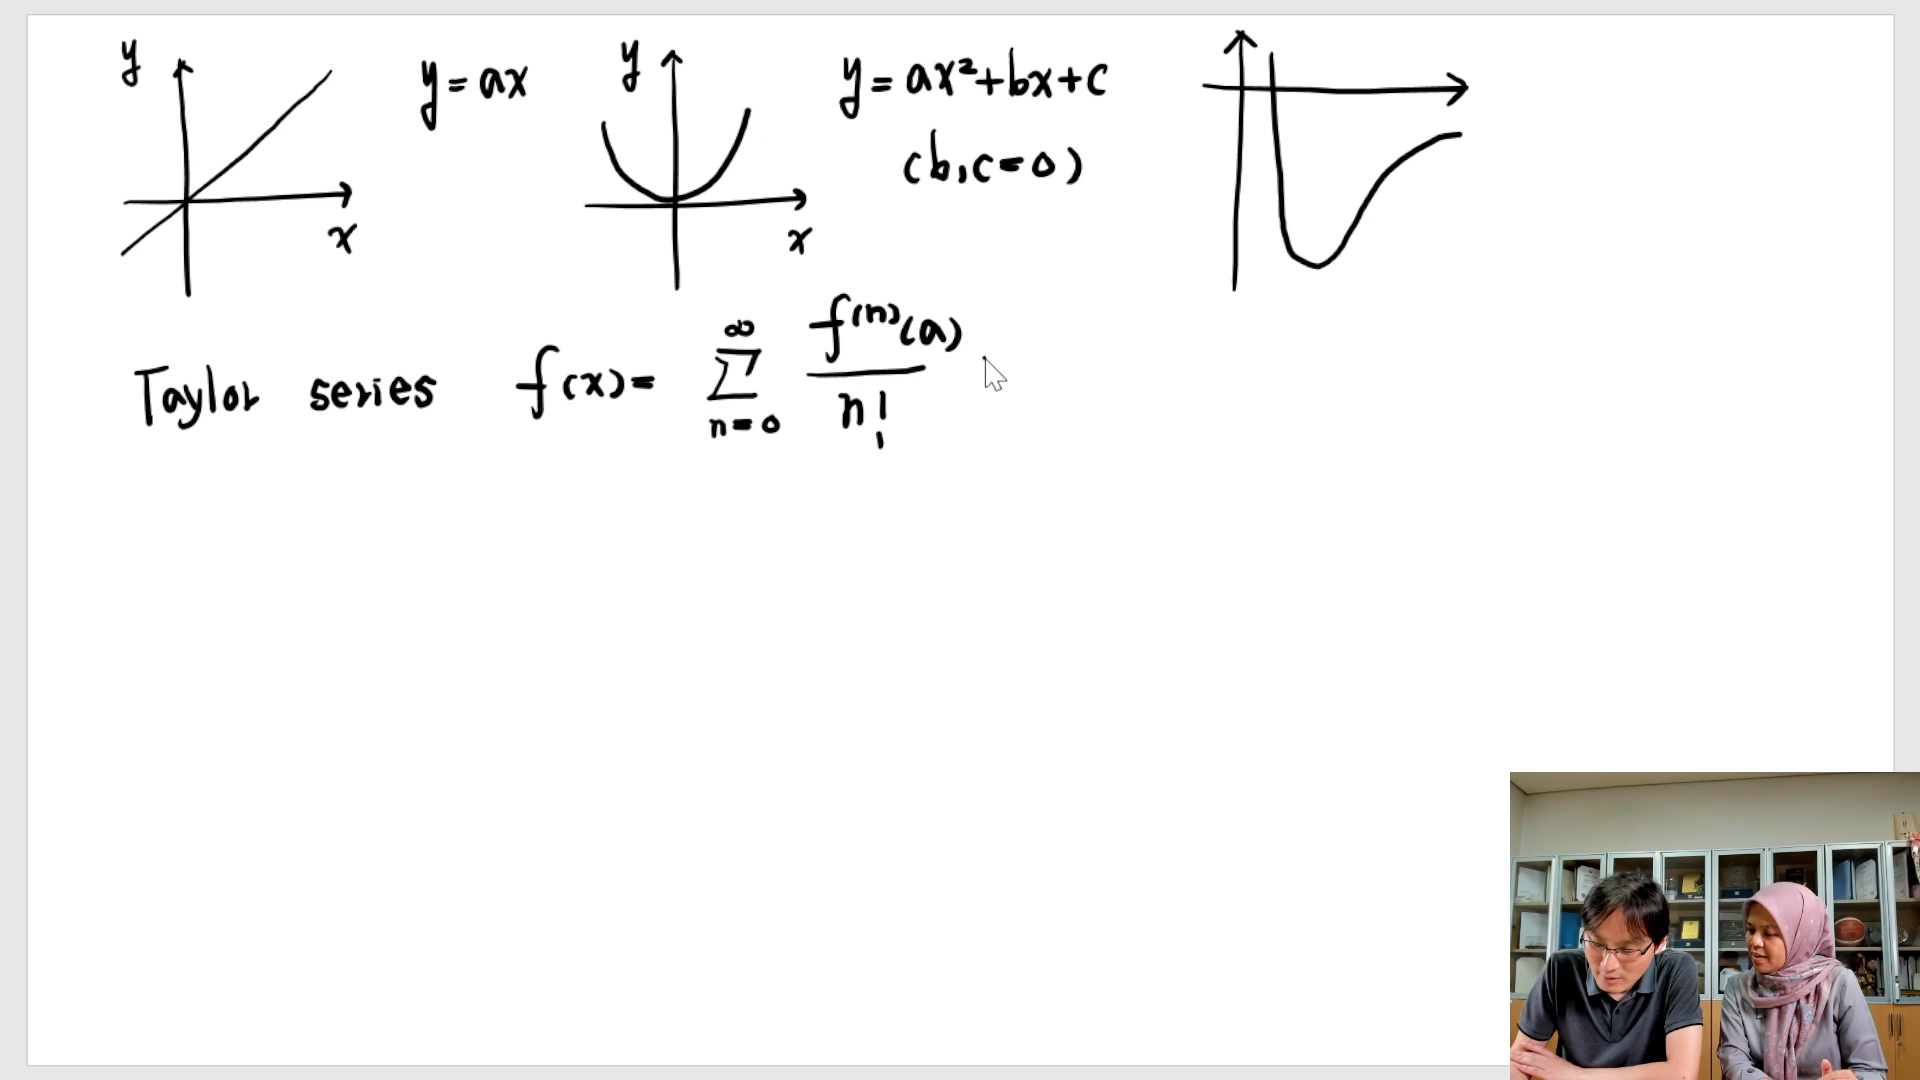 y
x
y = ax
y
x
y = ax²+bx+c
(b,c=0)
Taylor series f(x)= ∑_{n=0}^{∞} f^{(n)}(a)/n!